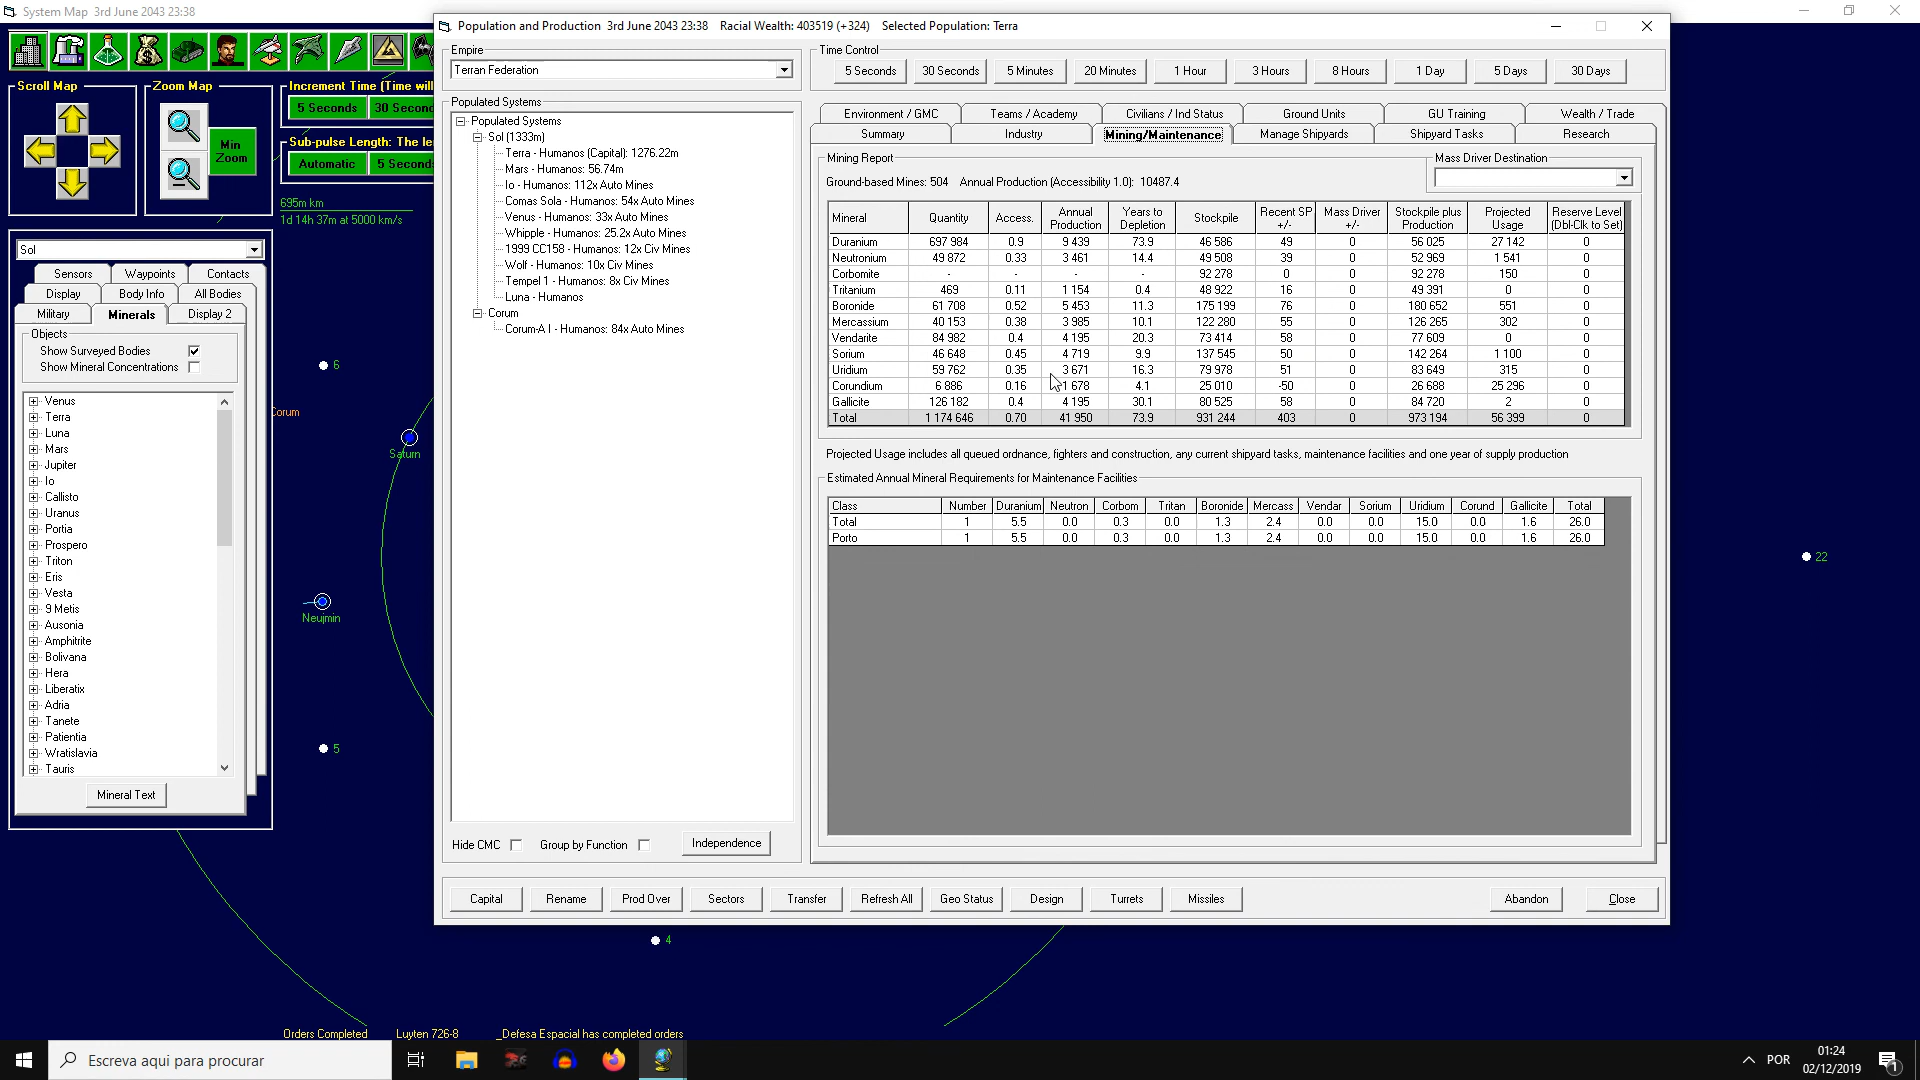 System Map  3rd June 2043 23:38
Scroll Map
Zoom Map
Min Zoom
Increment Time (Time will
5 Seconds  30 Second
Sub-pulse Length: The le
Automatic  5 Second
695m km
1d 14h 37m at 5000 km/s
Sol
Sensors  Waypoints  Contacts
Display  Body Info  All Bodies
Military  Minerals  Display 2
Objects
Show Surveyed Bodies
Show Mineral Concentrations
Venus
Terra
Luna
Mars
Jupiter
Io
Callisto
Uranus
Portia
Prospero
Triton
Eris
Vesta
9 Metis
Ausonia
Amphitrite
Bolivana
Hera
Liberatix
Adria
Tanete
Patientia
Wratislavia
Tauris
Mineral Text
6
Corum
Saturn
Neujmin
5
4
22
Orders Completed  Luyten 726-8  _Defesa Espacial has completed orders
Population and Production  3rd June 2043 23:38  Racial Wealth: 403519 (+324)  Selected Population: Terra
Empire
Terran Federation
Populated Systems
Populated Systems
Sol (1333m)
Terra - Humanos (Capital): 1276.22m
Mars - Humanos: 56.74m
Io - Humanos: 112x Auto Mines
Comas Sola - Humanos: 54x Auto Mines
Venus - Humanos: 33x Auto Mines
Whipple - Humanos: 25.2x Auto Mines
1999 CC158 - Humanos: 12x Civ Mines
Wolf - Humanos: 10x Civ Mines
Tempel 1 - Humanos: 8x Civ Mines
Luna - Humanos
Corum
Corum-A I - Humanos: 84x Auto Mines
Hide CMC  Group by Function  Independence
Time Control
5 Seconds  30 Seconds  5 Minutes  20 Minutes  1 Hour  3 Hours  8 Hours  1 Day  5 Days  30 Days
Environment / GMC  Teams / Academy  Civilians / Ind Status  Ground Units  GU Training  Wealth / Trade
Summary  Industry  Mining/Maintenance  Manage Shipyards  Shipyard Tasks  Research
Mining Report
Mass Driver Destination
Ground-based Mines: 504  Annual Production (Accessibility 1.0): 10487.4
Mineral  Quantity  Access.  Annual Production  Years to Depletion  Stockpile  Recent SP +/-  Mass Driver +/-  Stockpile plus Production  Projected Usage  Reserve Level (Dbl-Clk to Set)
Duranium  697 984  0.9  9 439  73.9  46 586  49  0  56 025  27 142  0
Neutronium  49 872  0.33  3 461  14.4  49 508  39  0  52 969  1 541  0
Corbomite  -  -  -  -  92 278  0  0  92 278  150  0
Tritanium  469  0.11  1 154  0.4  48 922  16  0  49 391  0  0
Boronide  61 708  0.52  5 453  11.3  175 199  76  0  180 652  551  0
Mercassium  40 153  0.38  3 985  10.1  122 280  55  0  126 265  302  0
Vendarite  84 982  0.4  4 195  20.3  73 414  58  0  77 609  0  0
Sorium  46 648  0.45  4 719  9.9  137 545  50  0  142 264  1 100  0
Uridium  59 762  0.35  3 671  16.3  79 978  51  0  83 649  315  0
Corundium  6 886  0.16  1 678  4.1  25 010  -50  0  26 688  25 296  0
Gallicite  126 182  0.4  4 195  30.1  80 525  58  0  84 720  2  0
Total  1 174 646  0.70  41 950  73.9  931 244  403  0  973 194  56 399  0
Projected Usage includes all queued ordnance, fighters and construction, any current shipyard tasks, maintenance facilities and one year of supply production
Estimated Annual Mineral Requirements for Maintenance Facilities
Class  Number  Duranium  Neutron  Corbom  Tritan  Boronide  Mercass  Vendar  Sorium  Uridium  Corund  Gallicite  Total
Total  1  5.5  0.0  0.3  0.0  1.3  2.4  0.0  0.0  15.0  0.0  1.6  26.0
Porto  1  5.5  0.0  0.3  0.0  1.3  2.4  0.0  0.0  15.0  0.0  1.6  26.0
Capital  Rename  Prod Over  Sectors  Transfer  Refresh All  Geo Status  Design  Turrets  Missiles  Abandon  Close
Escreva aqui para procurar
POR
01:24
02/12/2019
1